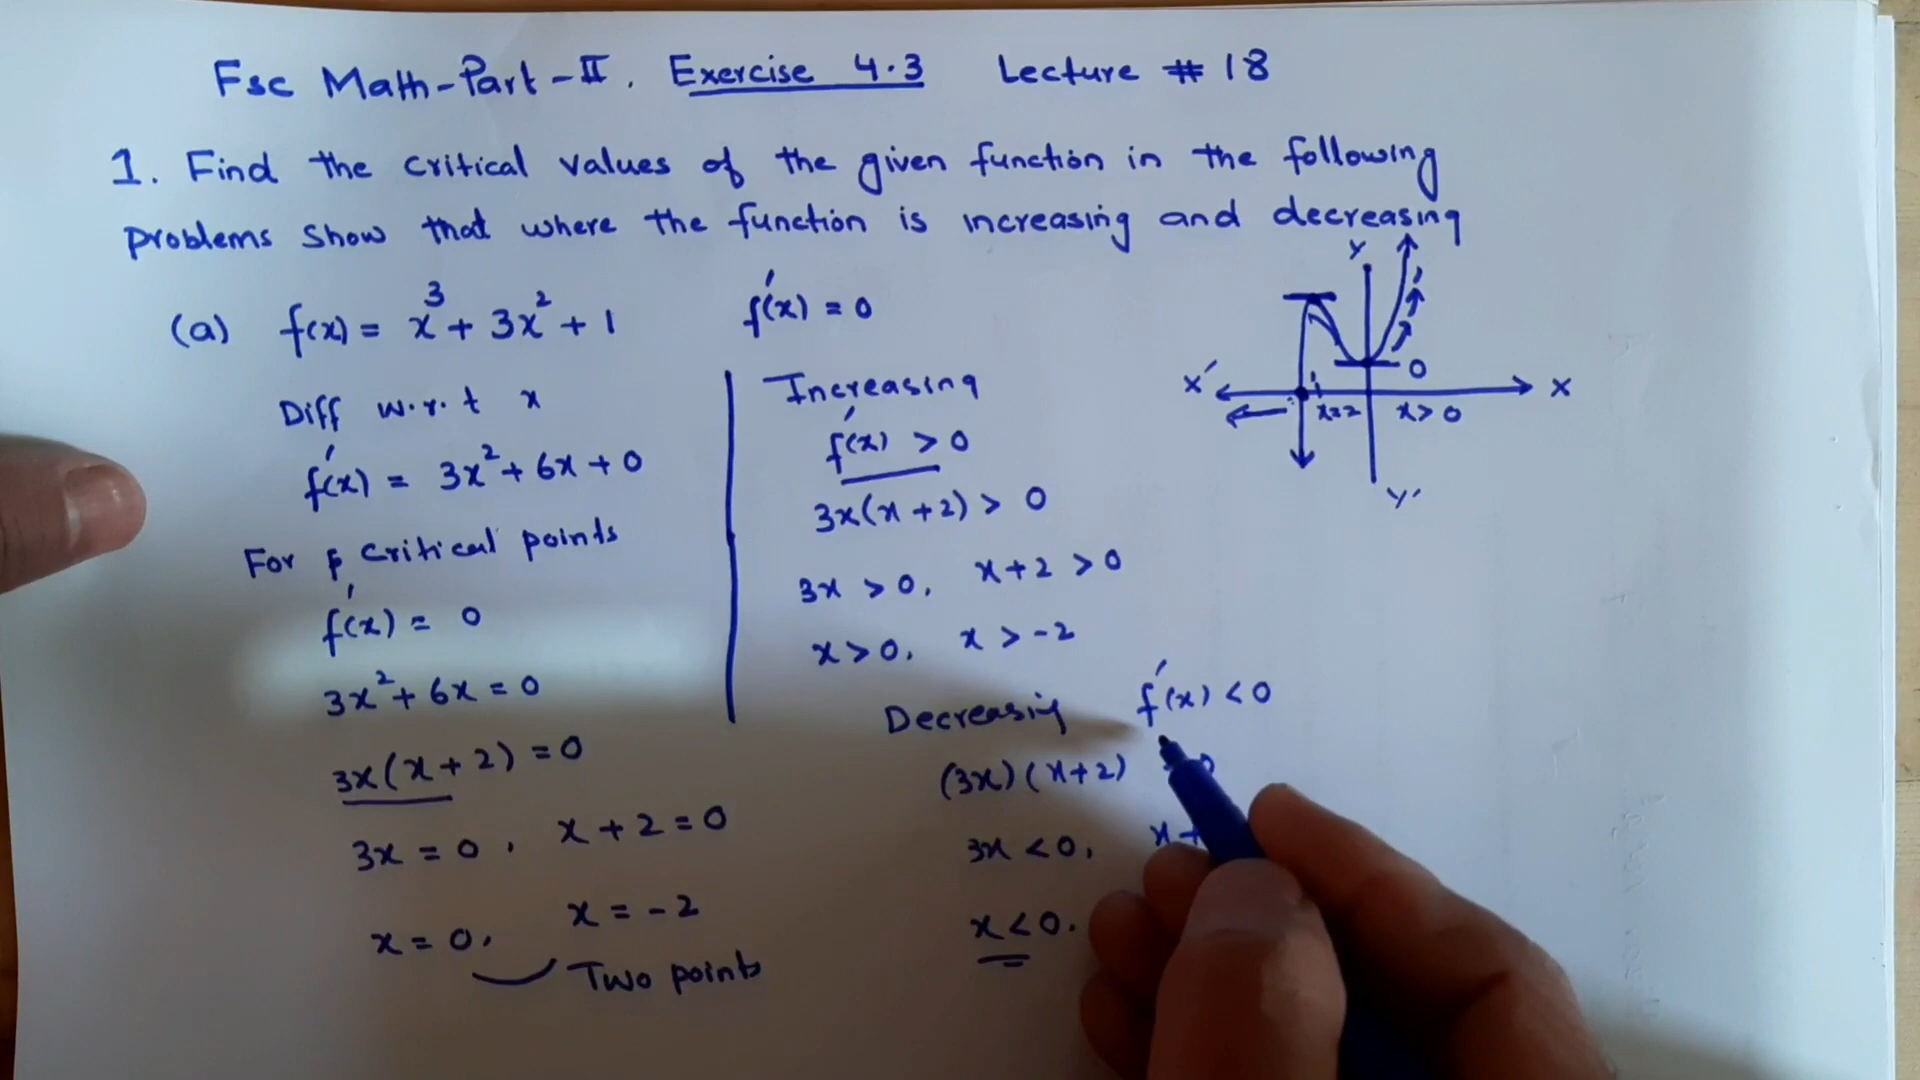 Fsc Math-Part-II. Exercise 4.3 Lecture # 18
1. Find the critical values of the given function in the following
problems show that where the function is increasing and decreasing
(a) f(x) = x³ + 3x² + 1
Diff w.r.t x
f'(x) = 3x² + 6x + 0
For critical points
f'(x) = 0
3x² + 6x = 0
3x(x + 2) = 0
3x = 0, x + 2 = 0
x = 0, x = -2
Two points
f'(x) = 0
Increasing
f'(x) > 0
3x(x + 2) > 0
3x > 0, x + 2 > 0
x > 0, x > -2
Decreasing f'(x) < 0
(3x)(x+2)
3x < 0, x+
x < 0.
Y
X' 0 X
x > 0
Y'